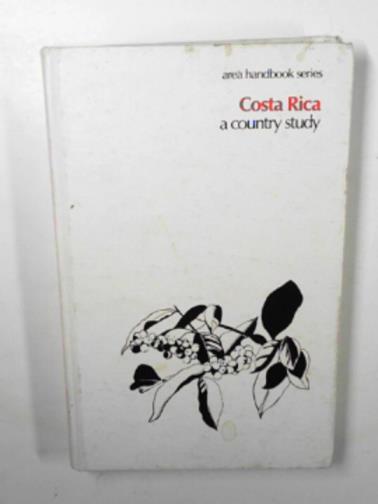 area handbook series
Costa Rica
a country study